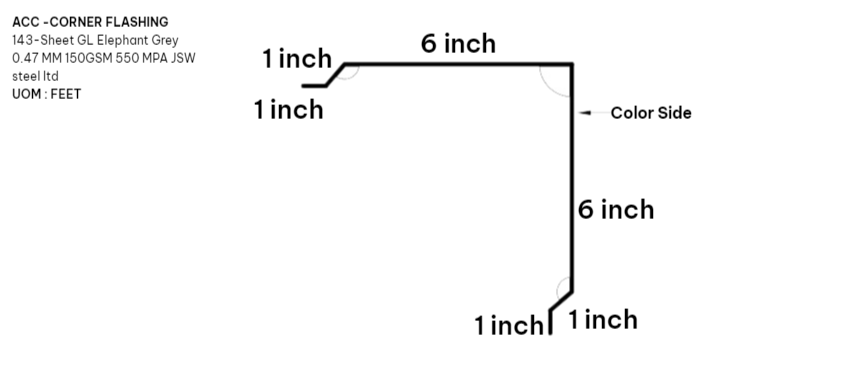 ACC -CORNER FLASHING
143-Sheet GL Elephant Grey
0.47 MM 150GSM 550 MPA JSW
steel ltd
UOM : FEET
6 inch
1 inch
1 inch
Color Side
6 inch
1 inch
1 inch